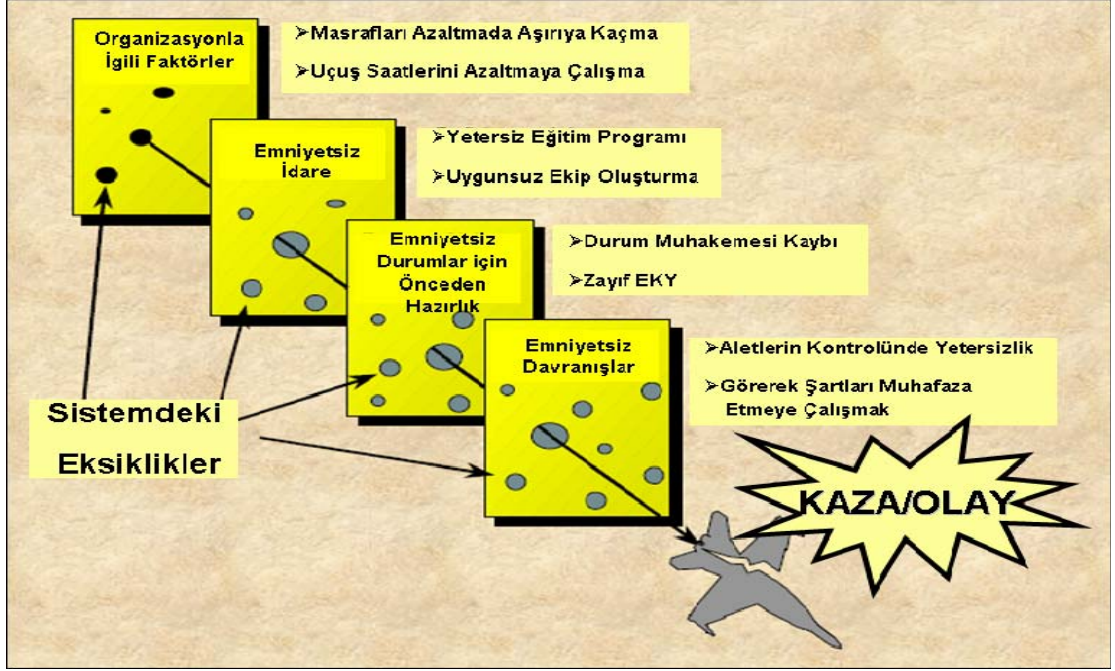 Organizasyonla
İgili Faktörler
➢Masrafları Azaltmada Aşırıya Kaçma
➢Uçuş Saatlerini Azaltmaya Çalışma
Emniyetsiz
İdare
➢Yetersiz Eğitim Programı
➢Uygunsuz Ekip Oluşturma
Emniyetsiz
Durumlar için
Önceden
Hazırlık
➢Durum Muhakemesi Kaybı
➢Zayıf EKY
Emniyetsiz
Davranışlar
➢Aletlerin Kontrolünde Yetersizlik
➢Görerek Şartları Muhafaza
Etmeye Çalışmak
Sistemdeki
Eksiklikler
KAZA/OLAY